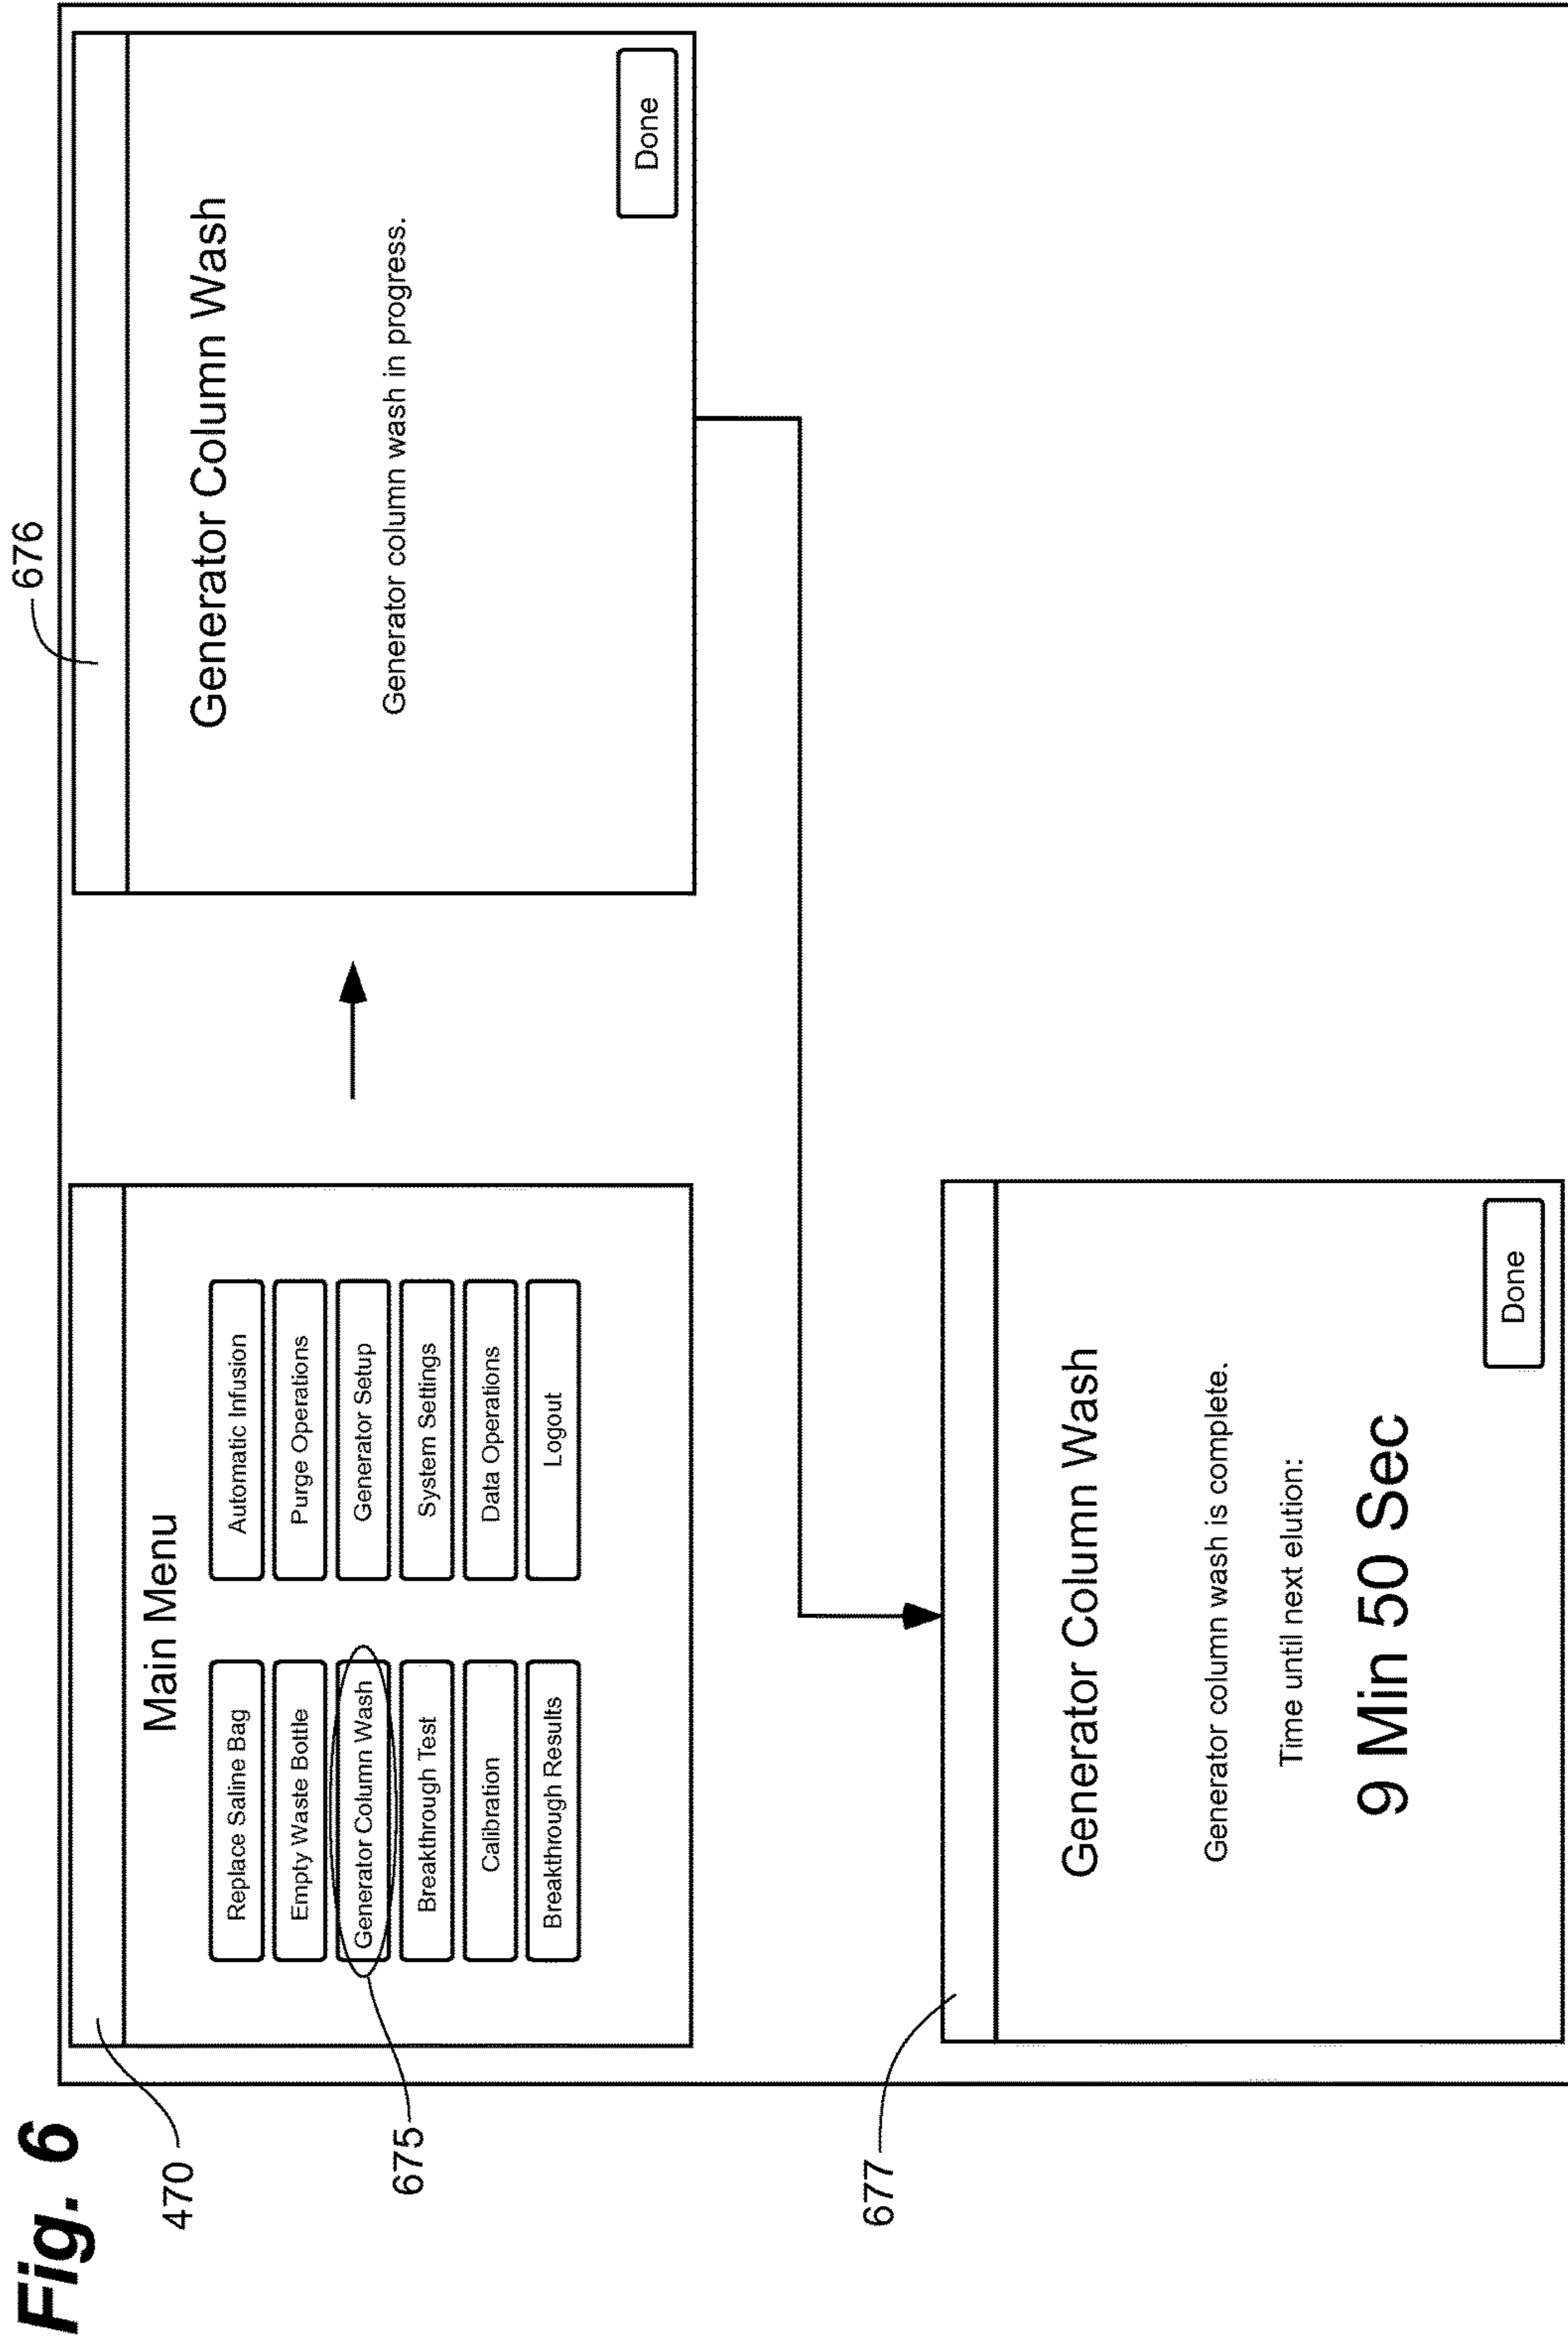 Fig. 6
470
Main Menu
Replace Saline Bag
Empty Waste Bottle
Generator Column Wash
Breakthrough Test
Calibration
Breakthrough Results
Automatic Infusion
Purge Operations
Generator Setup
System Settings
Data Operations
Logout
675
676
Generator Column Wash
Generator column wash in progress.
Done
677
Generator Column Wash
Generator column wash is complete.
Time until next elution:
9 Min 50 Sec
Done